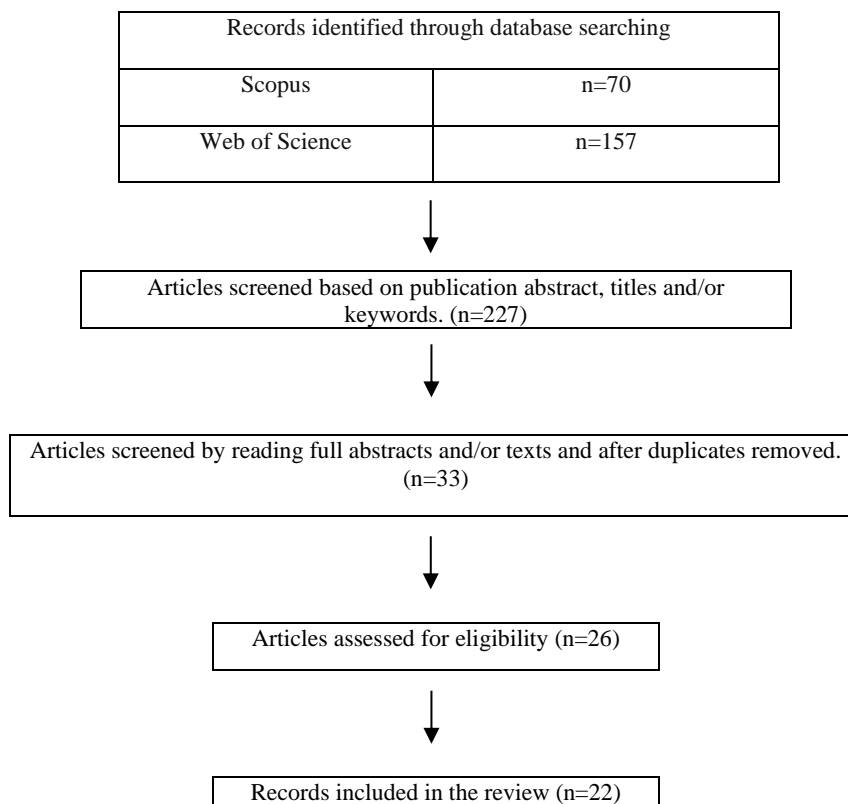 Records identified through database searching
Scopus n=70
Web of Science n=157
Articles screened based on publication abstract, titles and/or
keywords. (n=227)
Articles screened by reading full abstracts and/or texts and after duplicates removed.
(n=33)
Articles assessed for eligibility (n=26)
Records included in the review (n=22)